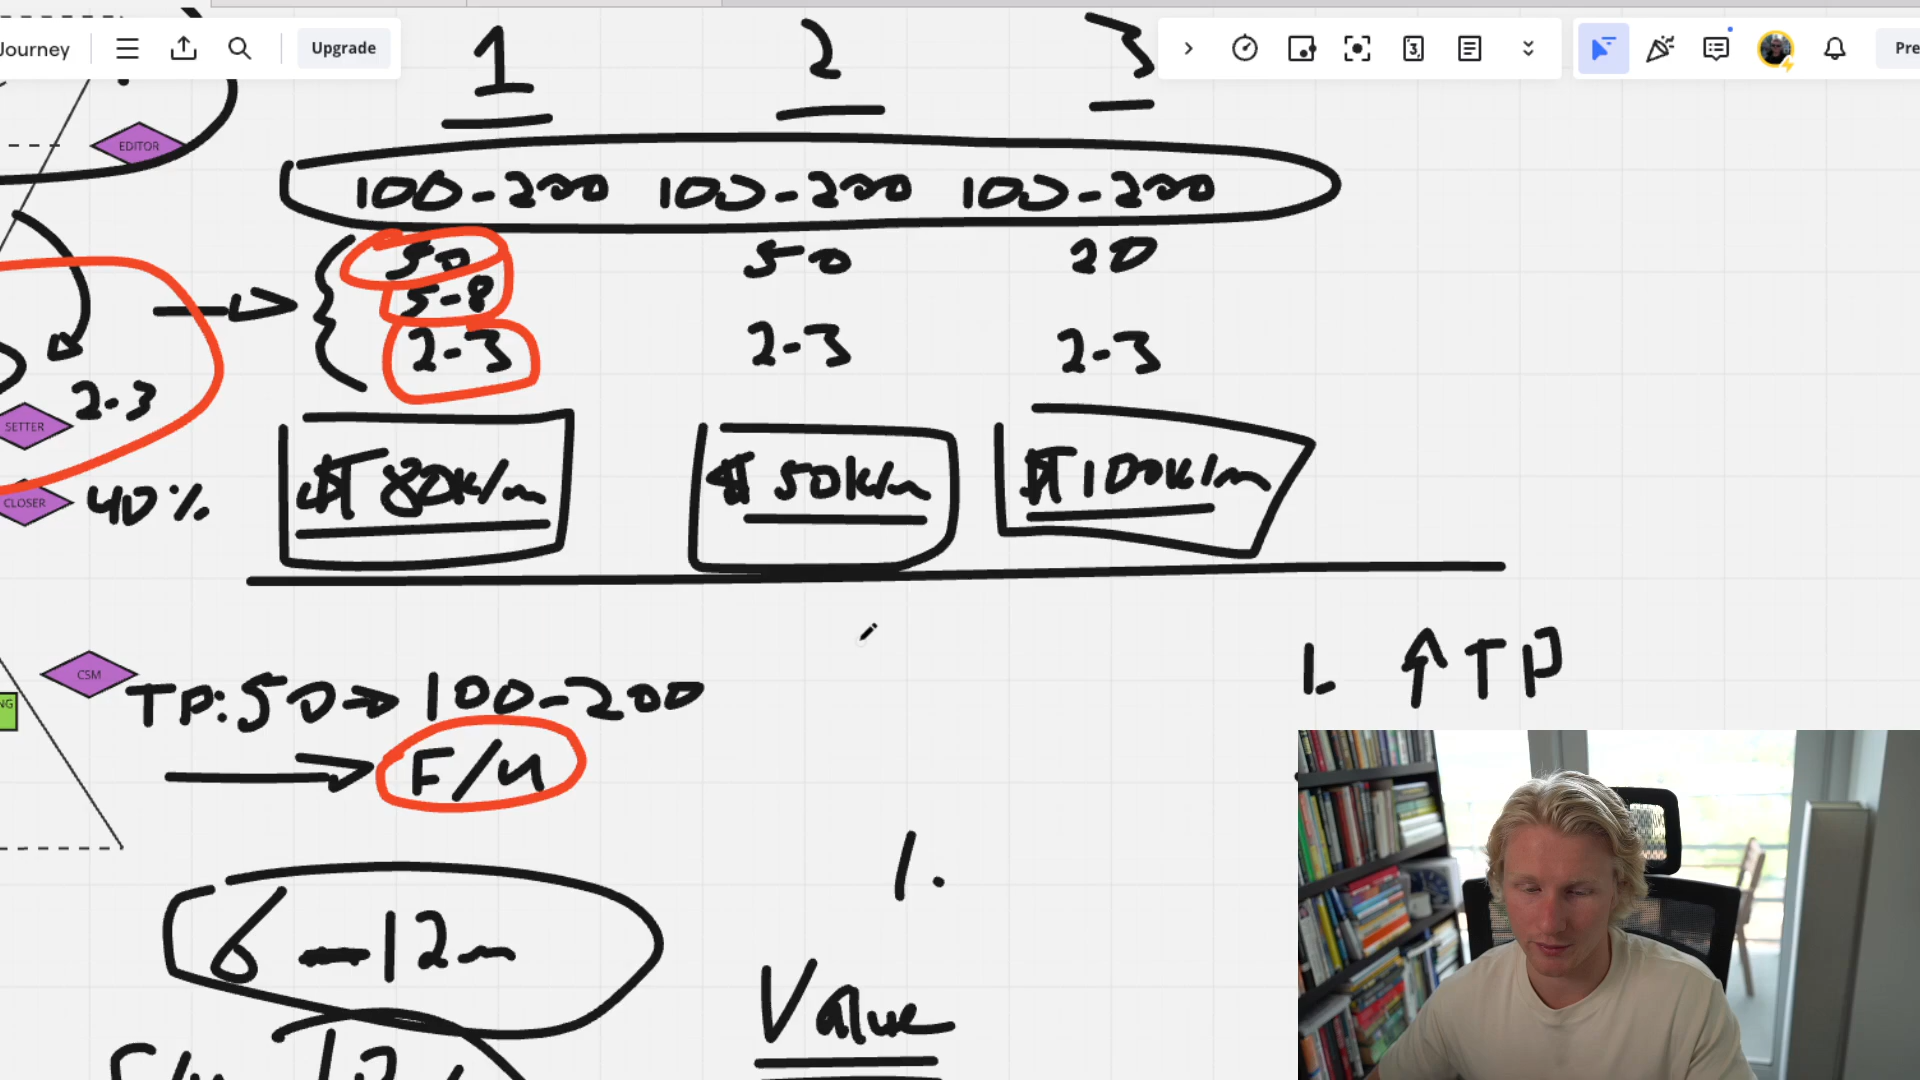 Journey Upgrade 3 Pre
1 2 3
EDITOR
100-200 100-200 100-200
50 50 20
5-8
2-3 2-3 2-3
2-3
SETTER
$ 80k/m $ 50k/m $ 100k/m
CLOSER 40%
CSM
TP: 50 → 100-200
1. ↑ TP
NG
F/U
1.
6-12m
Value